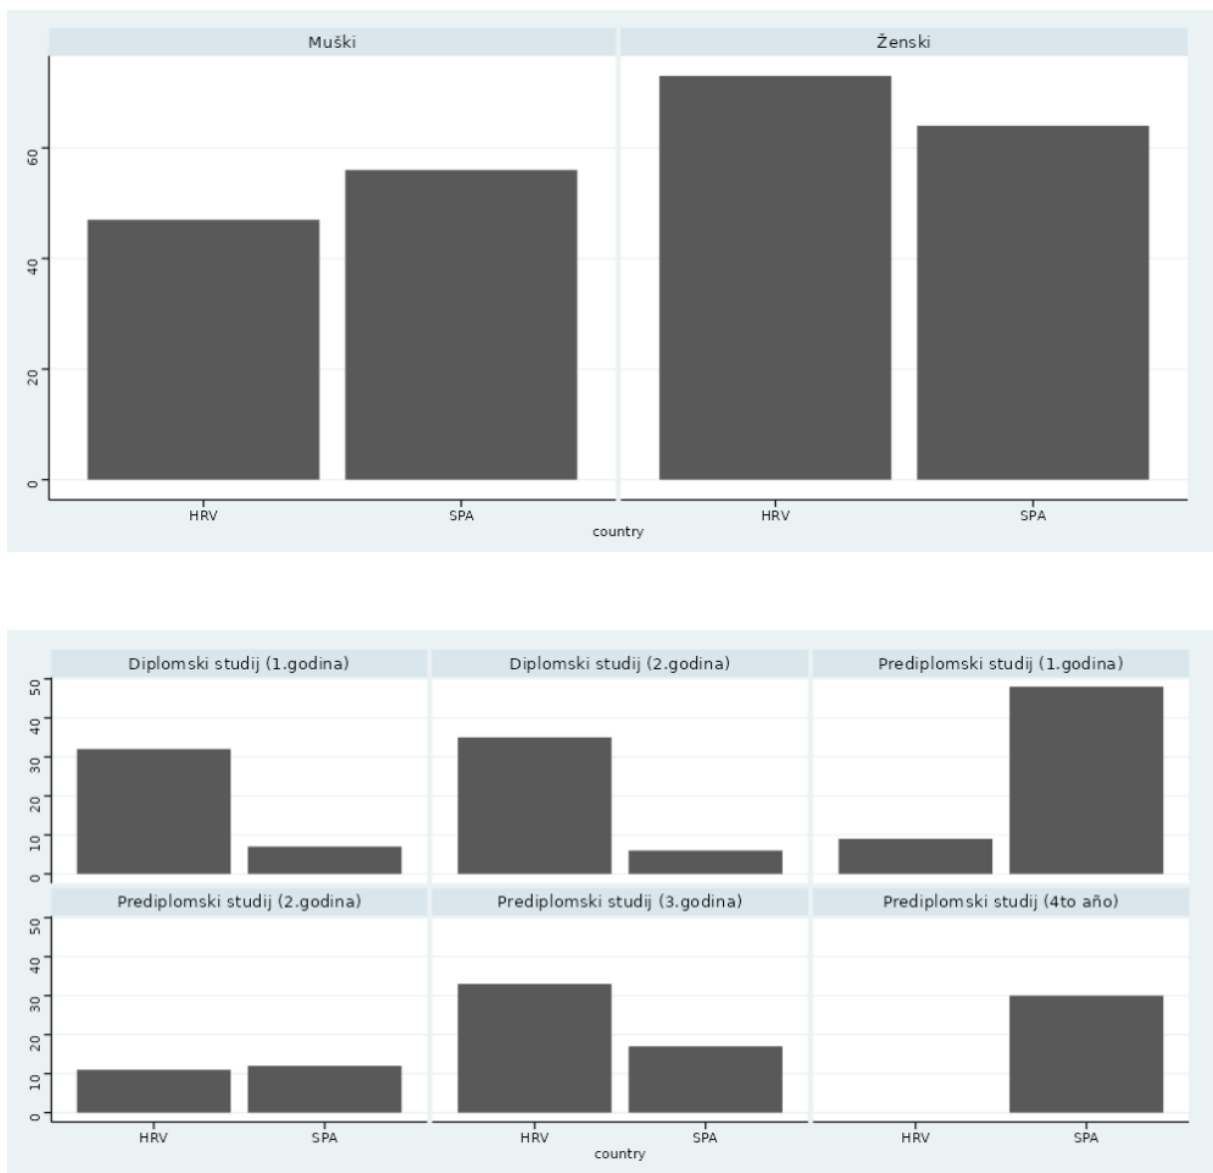 Muški Ženski
60
40
20
0
HRV SPA HRV SPA
country
Diplomski studij (1.godina) Diplomski studij (2.godina) Prediplomski studij (1.godina)
50
40
30
20
10
0
Prediplomski studij (2.godina) Prediplomski studij (3.godina) Prediplomski studij (4to año)
50
40
30
20
10
0
HRV SPA HRV SPA HRV SPA
country